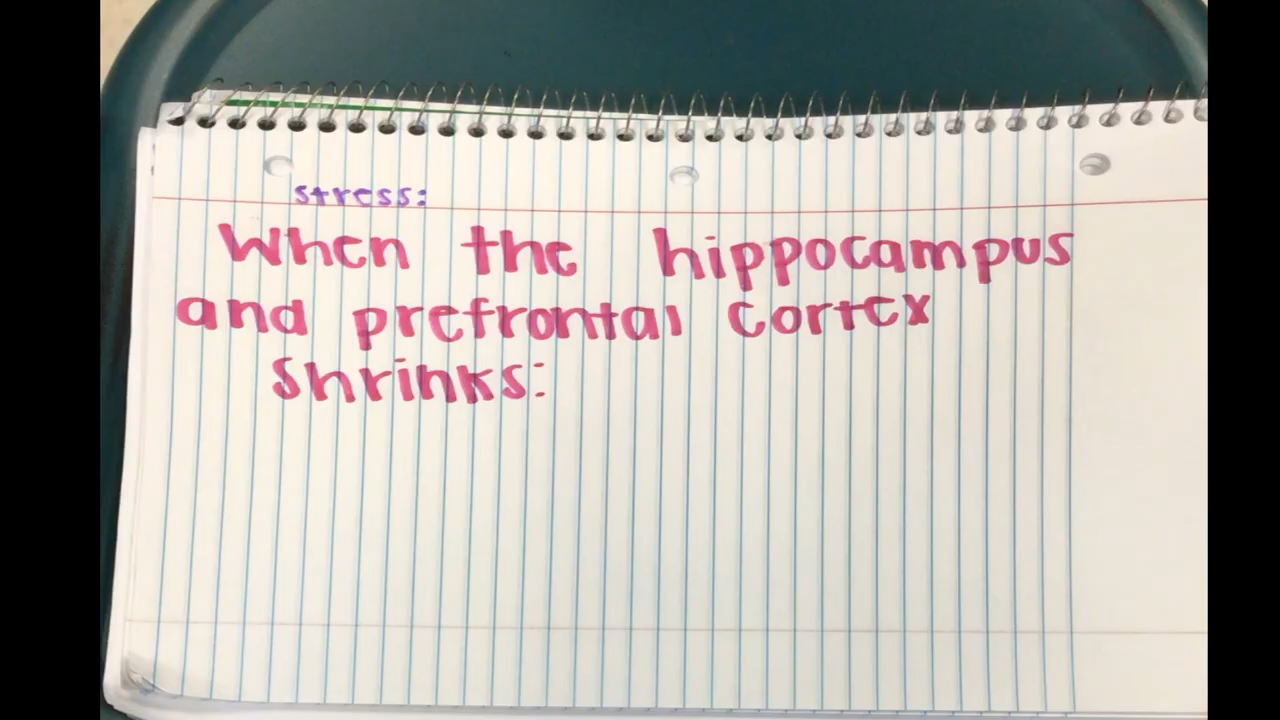 stress:
When the hippocampus
and prefrontal cortex
Shrinks: